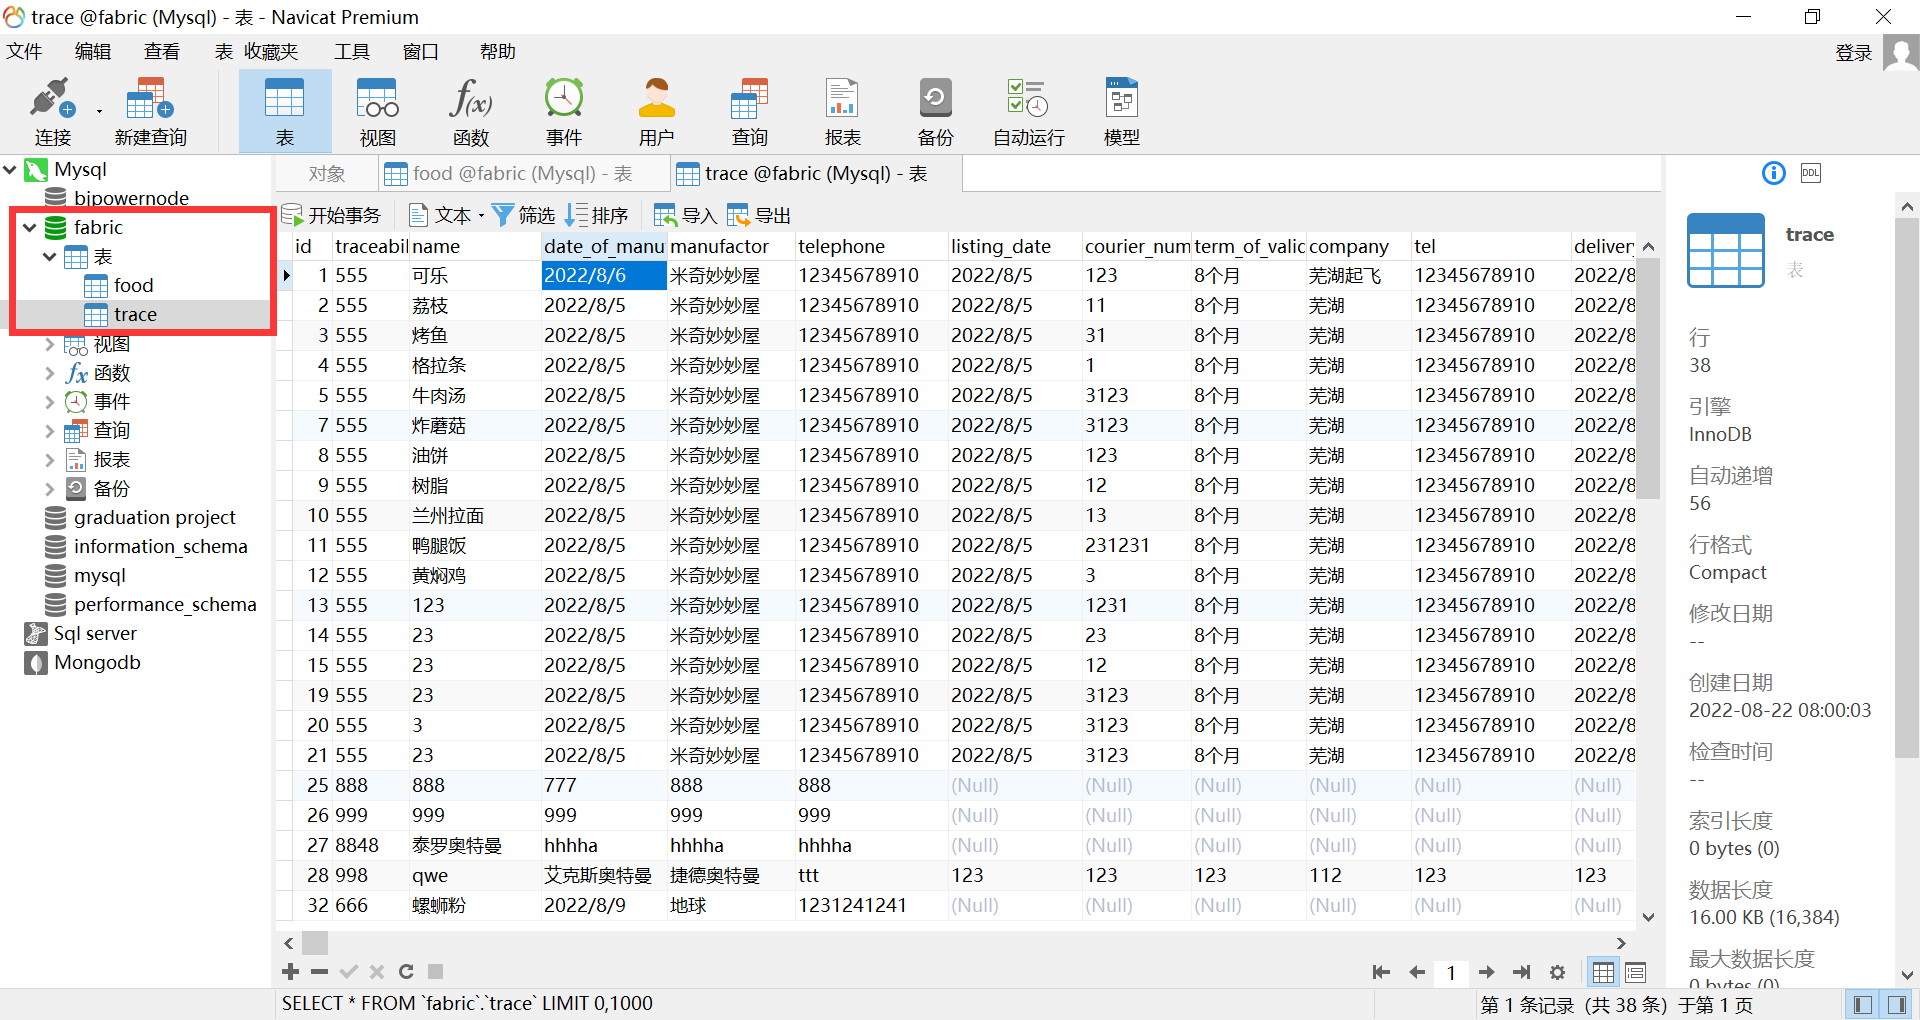 trace @fabric (Mysql) - 表 - Navicat Premium
文件 编辑 查看 表 收藏夹 工具 窗口 帮助 登录
连接 新建查询 表 视图 函数 事件 用户 查询 报表 备份 自动运行 模型
Mysql
bjpowernode
fabric
表
food
trace
视图
函数
事件
查询
报表
备份
graduation project
information_schema
mysql
performance_schema
Sql server
Mongodb
对象 food @fabric (Mysql) - 表 trace @fabric (Mysql) - 表
开始事务 文本 筛选 排序 导入 导出
id traceabil name date_of_manu manufactor telephone listing_date courier_num term_of_valic company tel delivery
1 555 可乐 2022/8/6 米奇妙妙屋 12345678910 2022/8/5 123 8个月 芜湖起飞 12345678910 2022/8
2 555 荔枝 2022/8/5 米奇妙妙屋 12345678910 2022/8/5 11 8个月 芜湖 12345678910 2022/8
3 555 烤鱼 2022/8/5 米奇妙妙屋 12345678910 2022/8/5 31 8个月 芜湖 12345678910 2022/8
4 555 格拉条 2022/8/5 米奇妙妙屋 12345678910 2022/8/5 1 8个月 芜湖 12345678910 2022/8
5 555 牛肉汤 2022/8/5 米奇妙妙屋 12345678910 2022/8/5 3123 8个月 芜湖 12345678910 2022/8
7 555 炸蘑菇 2022/8/5 米奇妙妙屋 12345678910 2022/8/5 3123 8个月 芜湖 12345678910 2022/8
8 555 油饼 2022/8/5 米奇妙妙屋 12345678910 2022/8/5 123 8个月 芜湖 12345678910 2022/8
9 555 树脂 2022/8/5 米奇妙妙屋 12345678910 2022/8/5 12 8个月 芜湖 12345678910 2022/8
10 555 兰州拉面 2022/8/5 米奇妙妙屋 12345678910 2022/8/5 13 8个月 芜湖 12345678910 2022/8
11 555 鸭腿饭 2022/8/5 米奇妙妙屋 12345678910 2022/8/5 231231 8个月 芜湖 12345678910 2022/8
12 555 黄焖鸡 2022/8/5 米奇妙妙屋 12345678910 2022/8/5 3 8个月 芜湖 12345678910 2022/8
13 555 123 2022/8/5 米奇妙妙屋 12345678910 2022/8/5 1231 8个月 芜湖 12345678910 2022/8
14 555 23 2022/8/5 米奇妙妙屋 12345678910 2022/8/5 23 8个月 芜湖 12345678910 2022/8
15 555 23 2022/8/5 米奇妙妙屋 12345678910 2022/8/5 12 8个月 芜湖 12345678910 2022/8
19 555 23 2022/8/5 米奇妙妙屋 12345678910 2022/8/5 3123 8个月 芜湖 12345678910 2022/8
20 555 3 2022/8/5 米奇妙妙屋 12345678910 2022/8/5 3123 8个月 芜湖 12345678910 2022/8
21 555 23 2022/8/5 米奇妙妙屋 12345678910 2022/8/5 3123 8个月 芜湖 12345678910 2022/8
25 888 888 777 888 888 (Null) (Null) (Null) (Null) (Null) (Null)
26 999 999 999 999 999 (Null) (Null) (Null) (Null) (Null) (Null)
27 8848 泰罗奥特曼 hhhha hhhha hhhha (Null) (Null) (Null) (Null) (Null) (Null)
28 998 qwe 艾克斯奥特曼 捷德奥特曼 ttt 123 123 123 112 123 123
32 666 螺蛳粉 2022/8/9 地球 1231241241 (Null) (Null) (Null) (Null) (Null) (Null)
1
SELECT * FROM `fabric`.`trace` LIMIT 0,1000
第 1 条记录 (共 38 条) 于第 1 页
DDL
trace
表
行
38
引擎
InnoDB
自动递增
56
行格式
Compact
修改日期
--
创建日期
2022-08-22 08:00:03
检查时间
--
索引长度
0 bytes (0)
数据长度
16.00 KB (16,384)
最大数据长度
0 bytes (0)